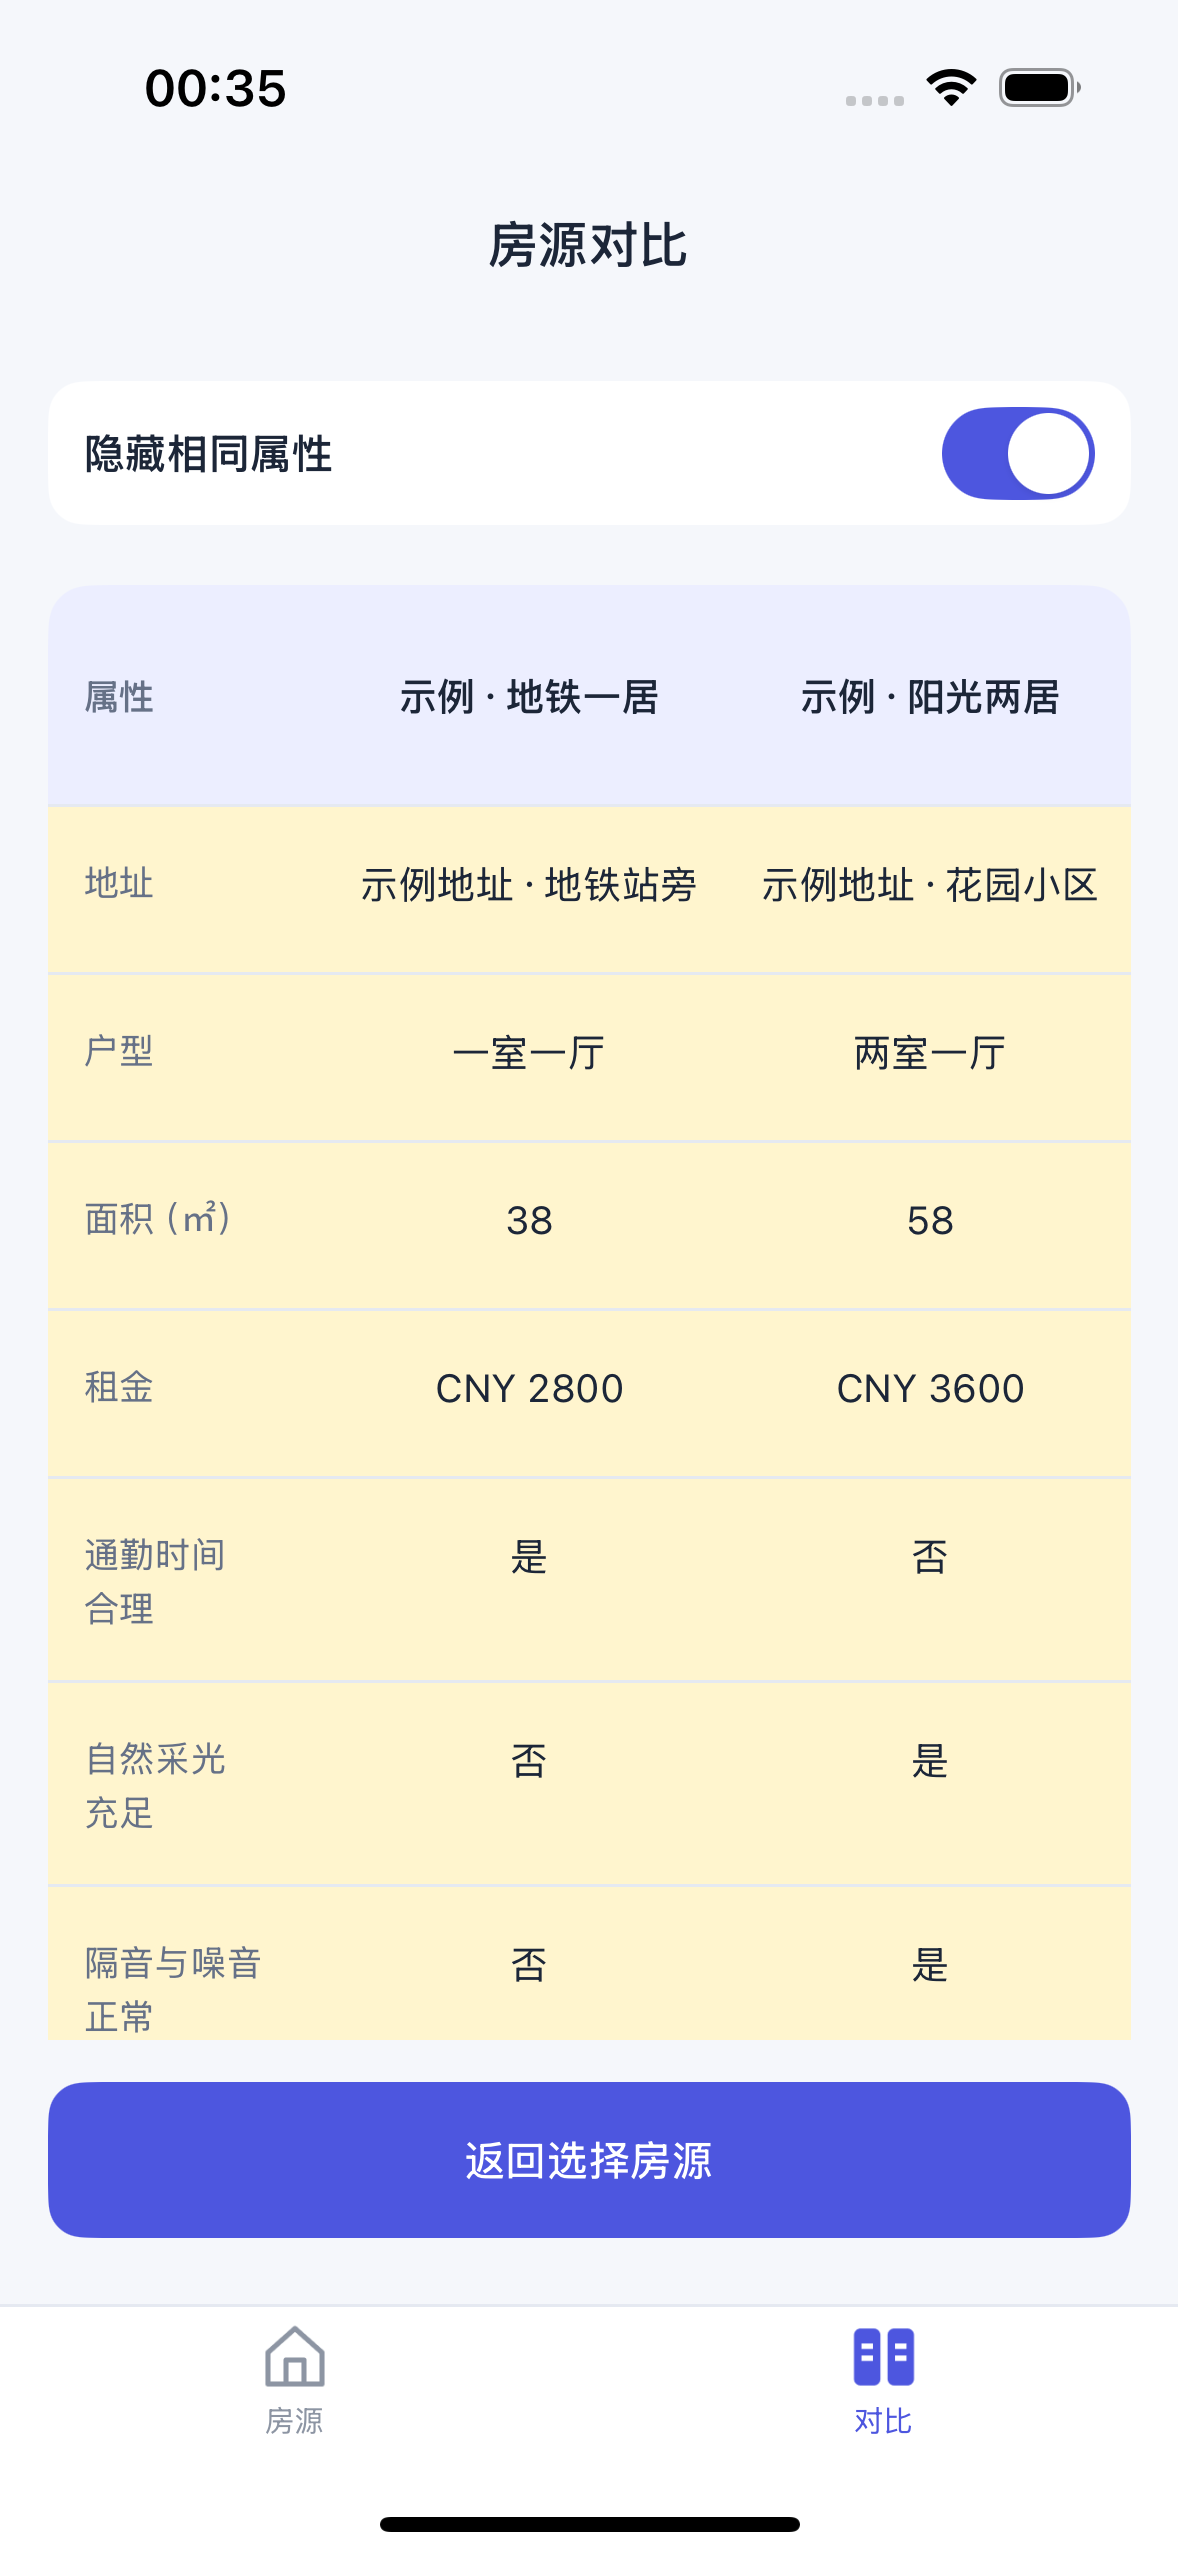 00:35
房源对比
隐藏相同属性
属性 示例 · 地铁一居 示例 · 阳光两居
地址 示例地址 · 地铁站旁 示例地址 · 花园小区
户型 一室一厅 两室一厅
面积（㎡） 38 58
租金 CNY 2800 CNY 3600
通勤时间 是 否
合理
自然采光 否 是
充足
隔音与噪音 否 是
正常
返回选择房源
房源 对比